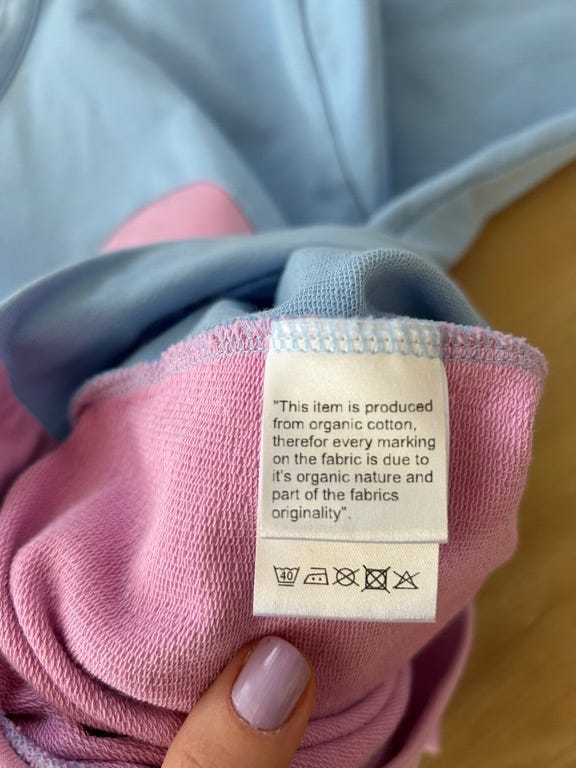 "This item is produced
from organic cotton,
therefor every marking
on the fabric is due to
it's organic nature and
part of the fabrics
originality".
40